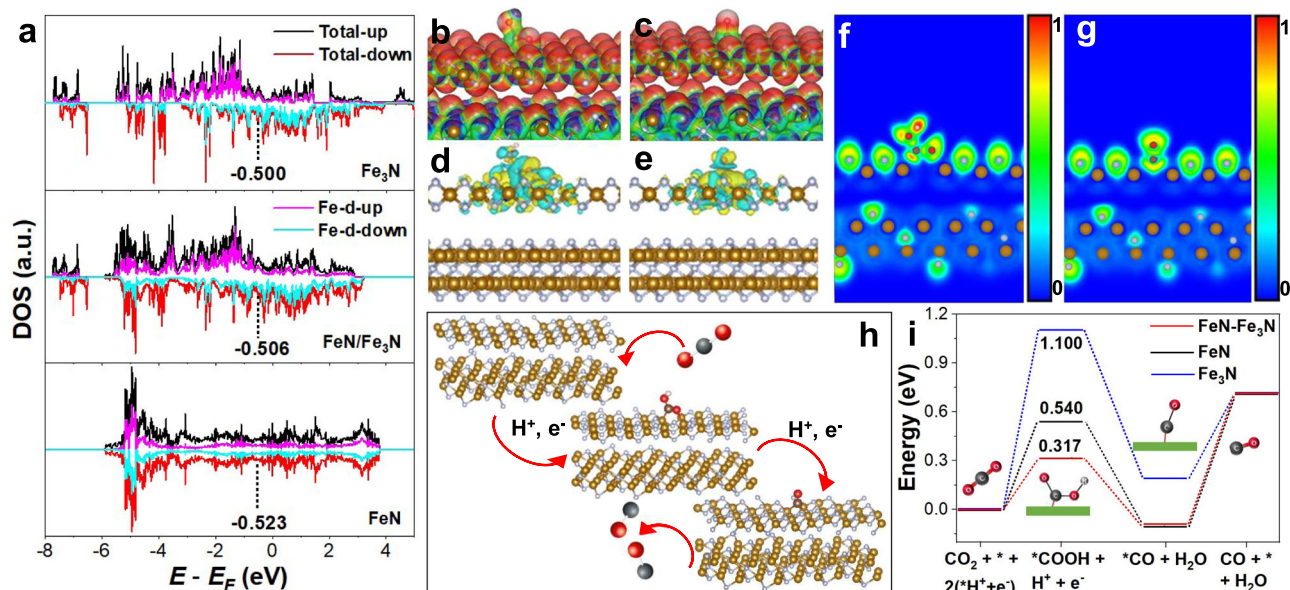 a
Total-up
Total-down
-0.500
Fe₃N
Fe-d-up
Fe-d-down
-0.506
FeN/Fe₃N
-0.523
FeN
DOS (a.u.)
-8 -6 -4 -2 0 2 4
E - E_F (eV)
b
c
d
e
f
1
0
g
1
0
h
H⁺, e⁻
H⁺, e⁻
i
FeN-Fe₃N
FeN
Fe₃N
1.100
0.540
0.317
Energy (eV)
1.2
0.9
0.6
0.3
0.0
CO₂ + * +
2(*H⁺+e⁻)
*COOH +
H⁺ + e⁻
*CO + H₂O
CO + *
+ H₂O